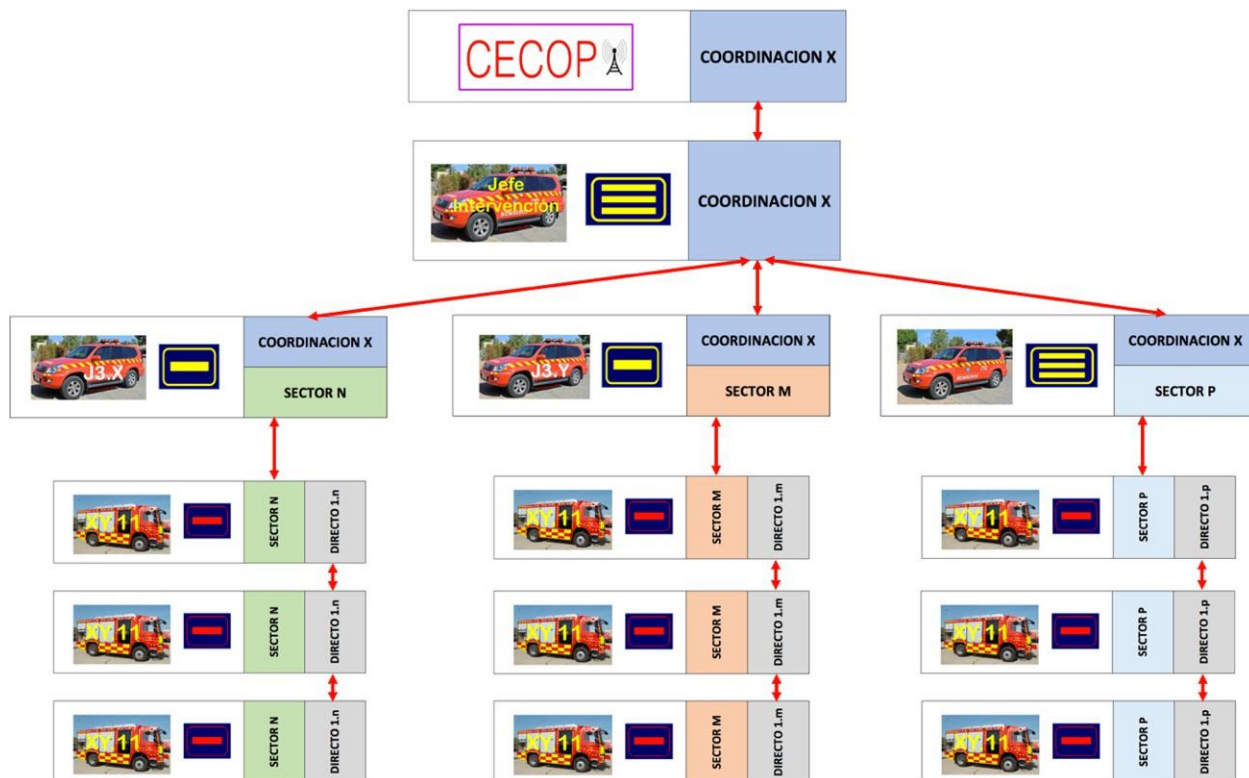 CECOP
COORDINACION X
Jefe
Intervención
COORDINACION X
J3.X
COORDINACION X
SECTOR N
J3.Y
COORDINACION X
SECTOR M
COORDINACION X
SECTOR P
XY 11
SECTOR N
DIRECTO 1.n
XY 11
SECTOR M
DIRECTO 1.m
XY 11
SECTOR P
DIRECTO 1.p
XY 11
SECTOR N
DIRECTO 1.n
XY 11
SECTOR M
DIRECTO 1.m
XY 11
SECTOR P
DIRECTO 1.p
XY 11
SECTOR N
DIRECTO 1.n
XY 11
SECTOR M
DIRECTO 1.m
XY 11
SECTOR P
DIRECTO 1.p